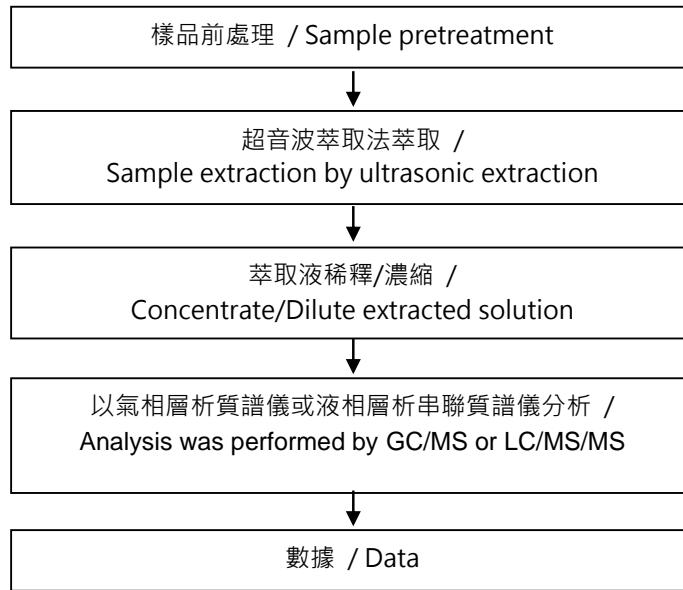 樣品前處理 / Sample pretreatment
超音波萃取法萃取 /
Sample extraction by ultrasonic extraction
萃取液稀釋/濃縮 /
Concentrate/Dilute extracted solution
以氣相層析質譜儀或液相層析串聯質譜儀分析 /
Analysis was performed by GC/MS or LC/MS/MS
數據 / Data